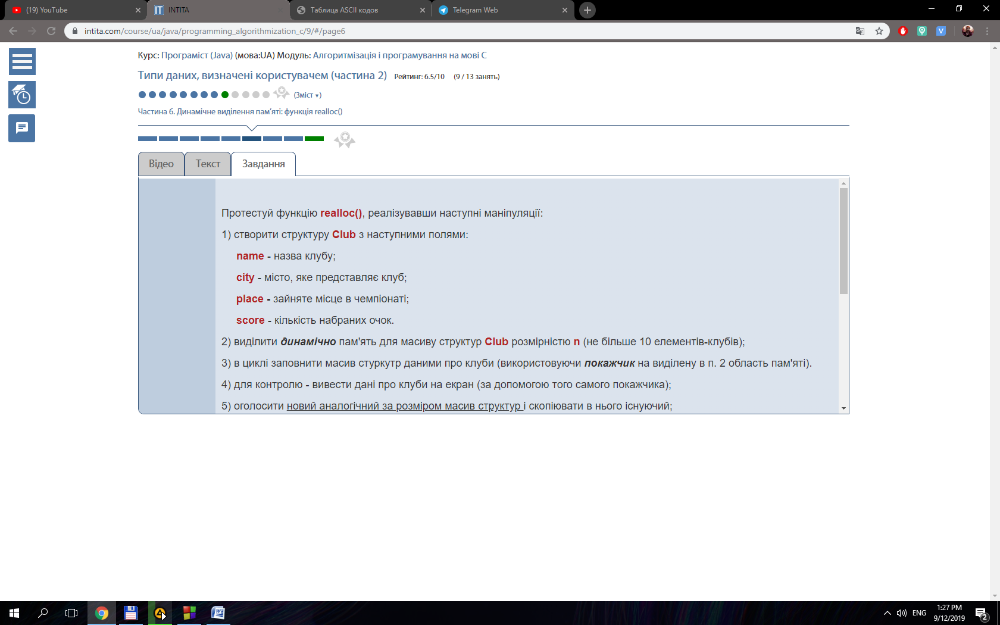 (19) YouTube
INTITA
Таблица ASCII кодов
Telegram Web
intita.com/course/ua/java/programming_algorithmization_c/9/#/page6
Курс: Програміст (Java) (мова:UA) Модуль: Алгоритмізація і програмування на мові С
Типи даних, визначені користувачем (частина 2) Рейтинг: 6.5/10 (9 / 13 занять)
(Зміст ▾)
Частина 6. Динамічне виділення пам'яті: функція realloc()
Відео
Текст
Завдання
Протестуй функцію realloc(), реалізувавши наступні маніпуляції:
1) створити структуру Club з наступними полями:
name - назва клубу;
city - місто, яке представляє клуб;
place - зайняте місце в чемпіонаті;
score - кількість набраних очок.
2) виділити динамічно пам'ять для масиву структур Club розмірністю n (не більше 10 елементів-клубів);
3) в циклі заповнити масив стуркутр даними про клуби (використовуючи покажчик на виділену в п. 2 область пам'яті).
4) для контролю - вивести дані про клуби на екран (за допомогою того самого покажчика);
5) оголосити новий аналогічний за розміром масив структур і скопіювати в нього існуючий;
ENG
1:27 PM
9/12/2019
2